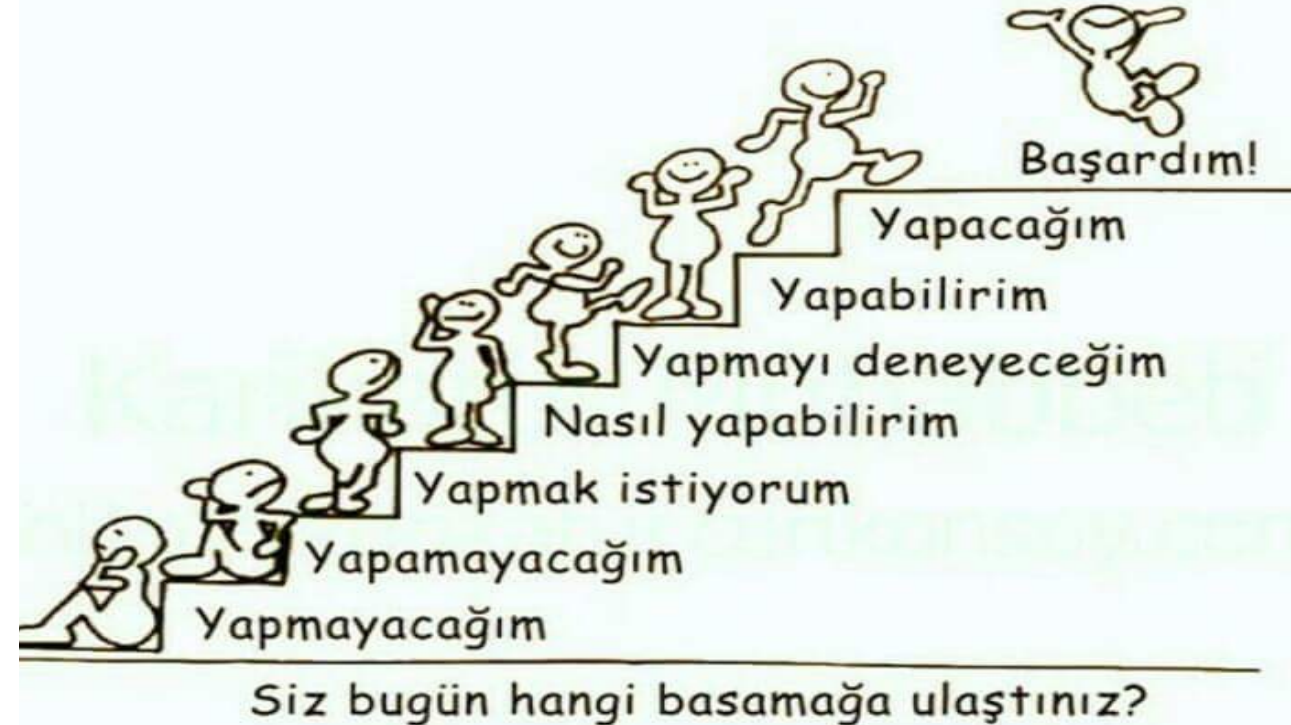 Başardım!
Yapacağım
Yapabilirim
Yapmayı deneyeceğim
Nasıl yapabilirim
Yapmak istiyorum
Yapamayacağım
Yapmayacağım
Siz bugün hangi basamağa ulaştınız?